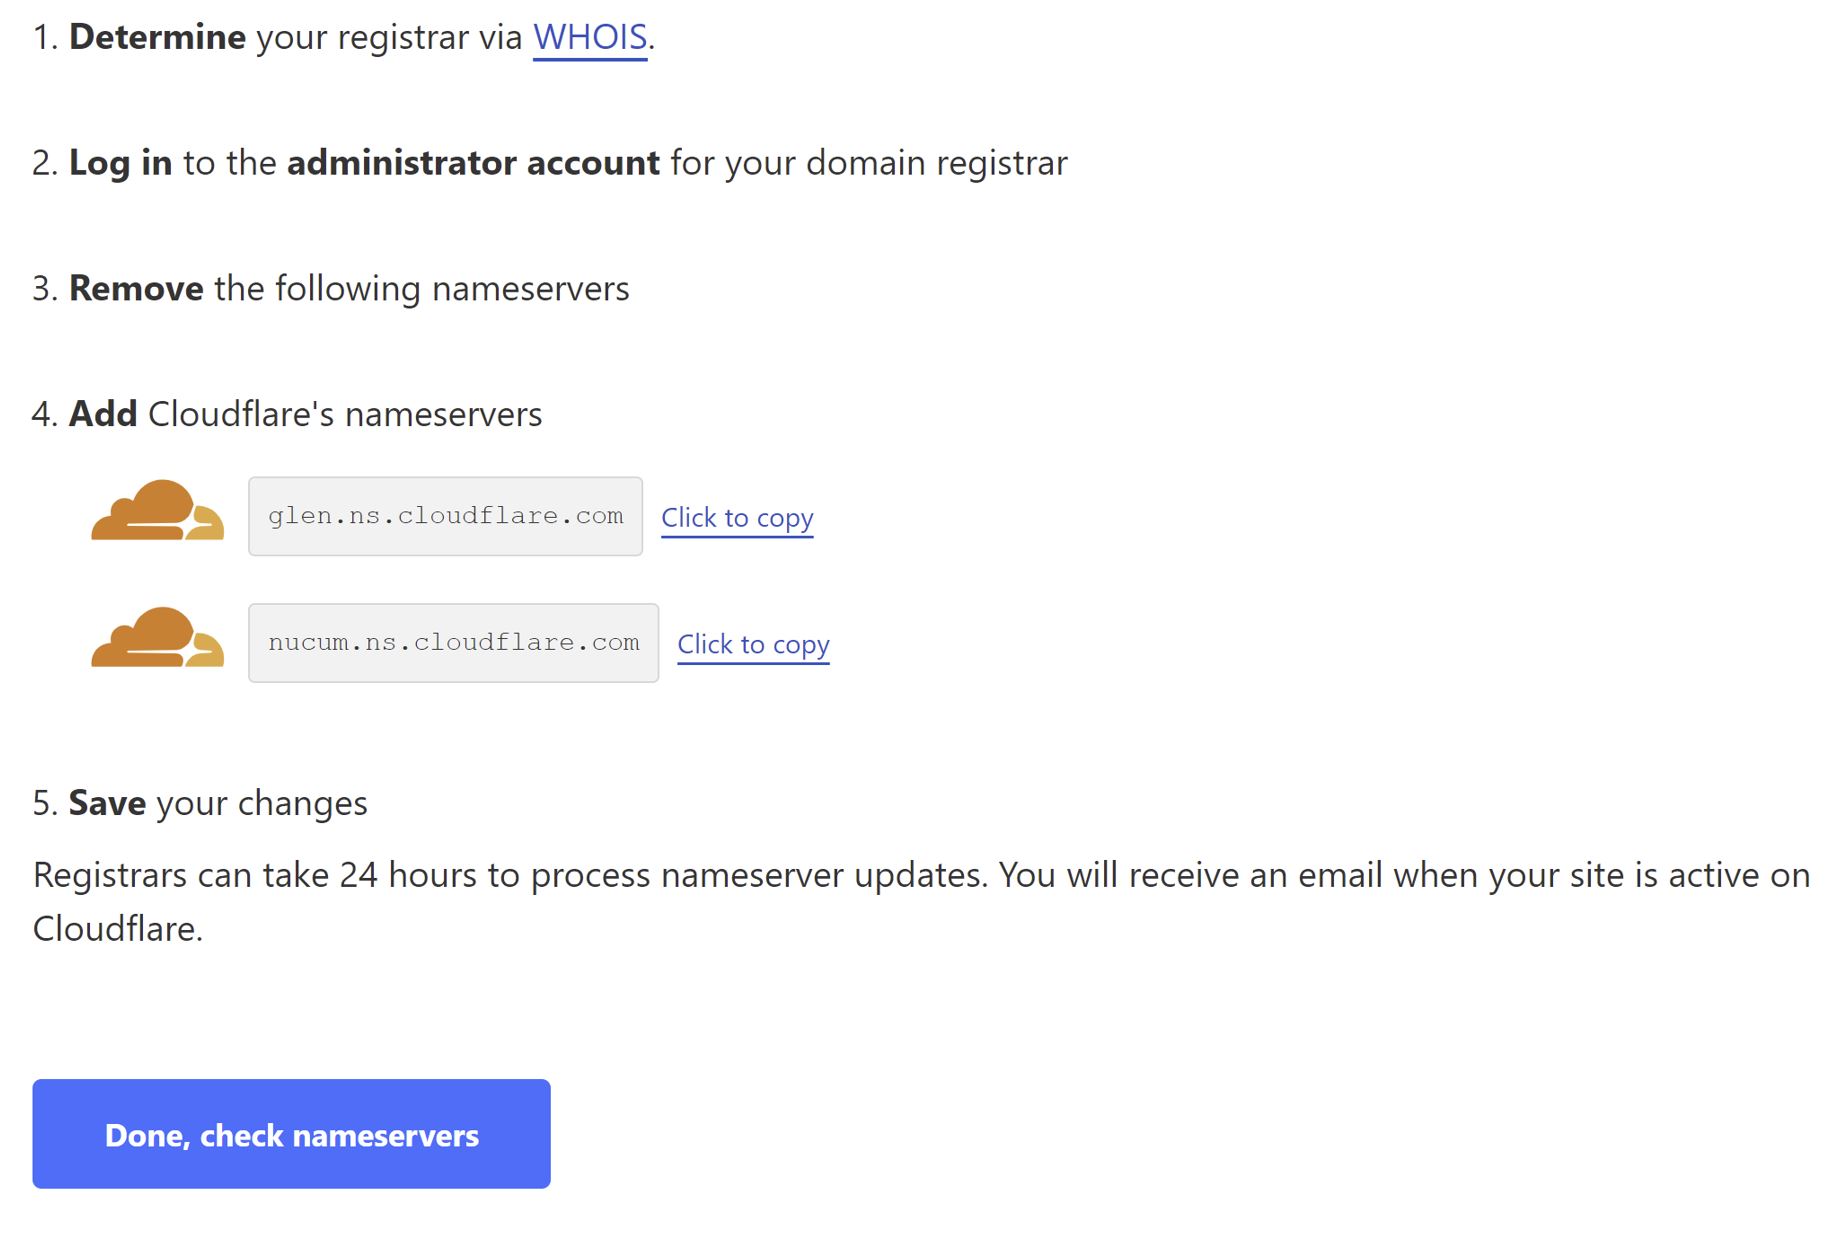 1. Determine your registrar via WHOIS.
2. Log in to the administrator account for your domain registrar
3. Remove the following nameservers
4. Add Cloudflare's nameservers
glen.ns.cloudflare.com Click to copy
nucum.ns.cloudflare.com Click to copy
5. Save your changes
Registrars can take 24 hours to process nameserver updates. You will receive an email when your site is active on
Cloudflare.
Done, check nameservers